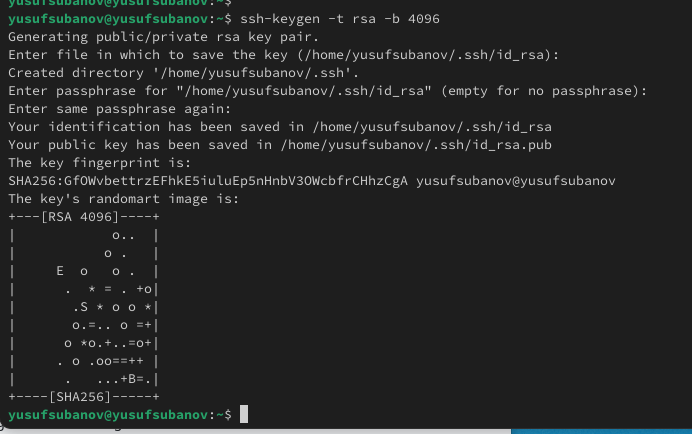 yusufsubanov@yusufsubanov:~$
yusufsubanov@yusufsubanov:~$ ssh-keygen -t rsa -b 4096
Generating public/private rsa key pair.
Enter file in which to save the key (/home/yusufsubanov/.ssh/id_rsa):
Created directory '/home/yusufsubanov/.ssh'.
Enter passphrase for "/home/yusufsubanov/.ssh/id_rsa" (empty for no passphrase):
Enter same passphrase again:
Your identification has been saved in /home/yusufsubanov/.ssh/id_rsa
Your public key has been saved in /home/yusufsubanov/.ssh/id_rsa.pub
The key fingerprint is:
SHA256:GfOWvbettrzEFhkE5iuluEp5nHnbV3OWcbfrCHhzCgA yusufsubanov@yusufsubanov
The key's randomart image is:
+---[RSA 4096]----+
|            o..  |
|           o .   |
|     E  o   o .  |
|      .  * = . +o|
|       .S * o o *|
|       o.=.. o =+|
|      o *o.+..=o+|
|     . o .oo==++ |
|      .   ...+B=.|
+----[SHA256]-----+
yusufsubanov@yusufsubanov:~$